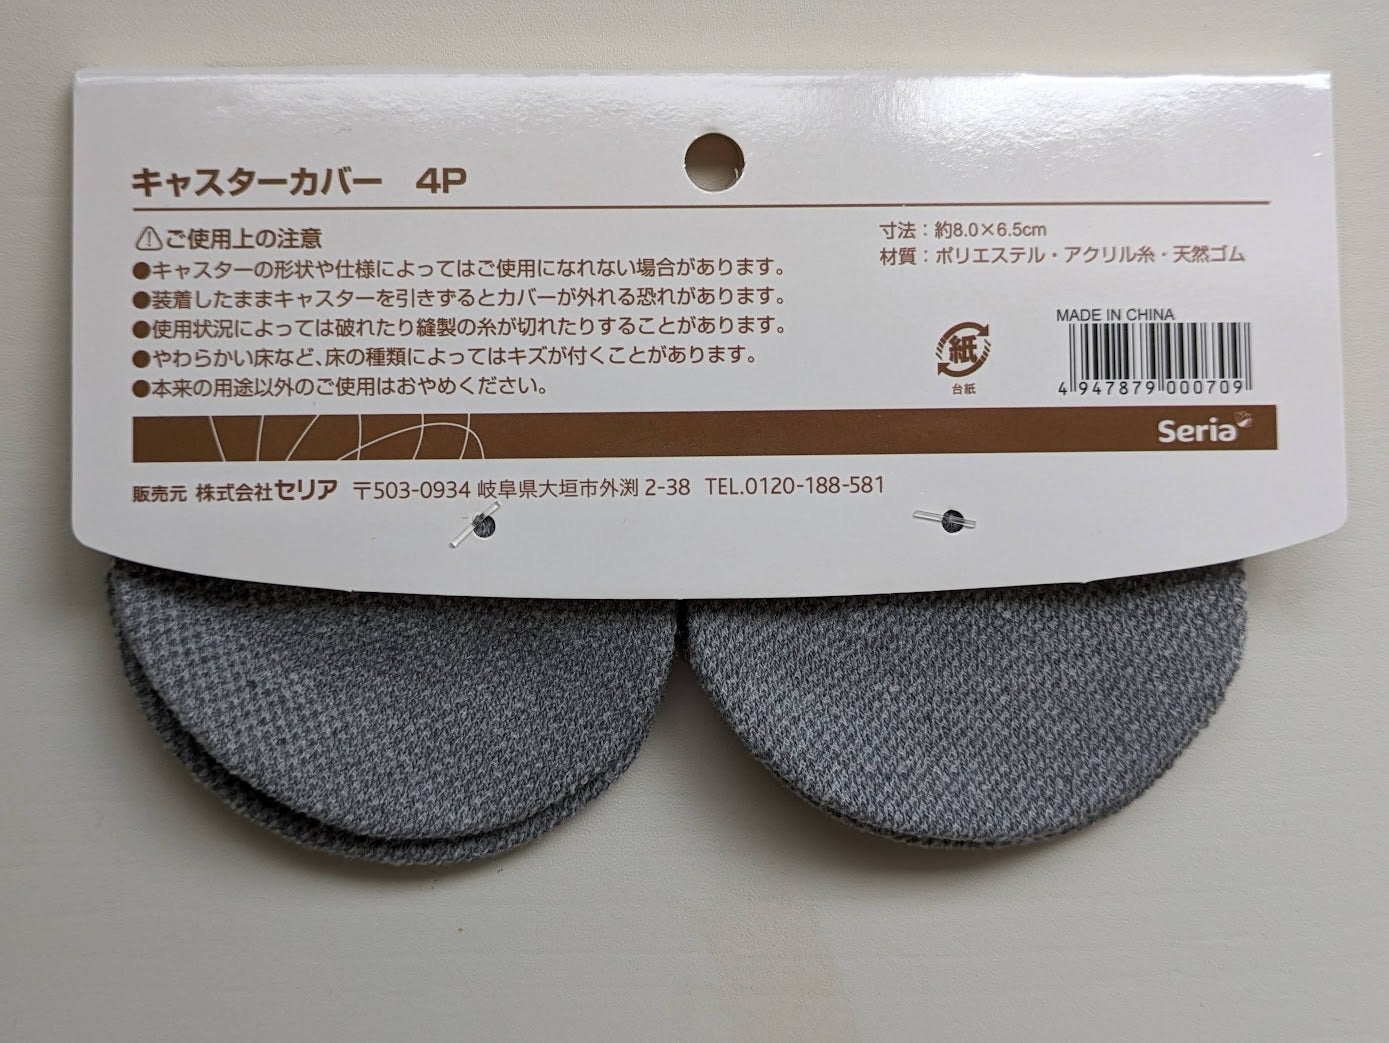 キャスターカバー 4P
⚠ご使用上の注意
●キャスターの形状や仕様によってはご使用になれない場合があります。
●装着したままキャスターを引きずるとカバーが外れる恐れがあります。
●使用状況によっては破れたり縫製の糸が切れたりすることがあります。
●やわらかい床など、床の種類によってはキズが付くことがあります。
●本来の用途以外のご使用はおやめください。
寸法:約8.0×6.5cm
材質:ポリエステル・アクリル糸・天然ゴム
紙
台紙
MADE IN CHINA
4 947879 000709
Seria
販売元 株式会社セリア 〒503-0934 岐阜県大垣市外渕 2-38 TEL.0120-188-581